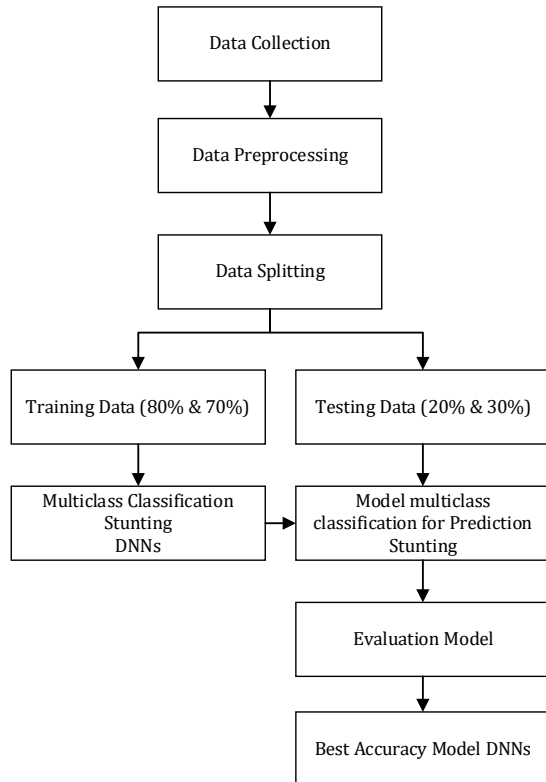 Data Collection
Data Preprocessing
Data Splitting
Training Data (80% & 70%)
Testing Data (20% & 30%)
Multiclass Classification
Stunting
DNNs
Model multiclass
classification for Prediction
Stunting
Evaluation Model
Best Accuracy Model DNNs